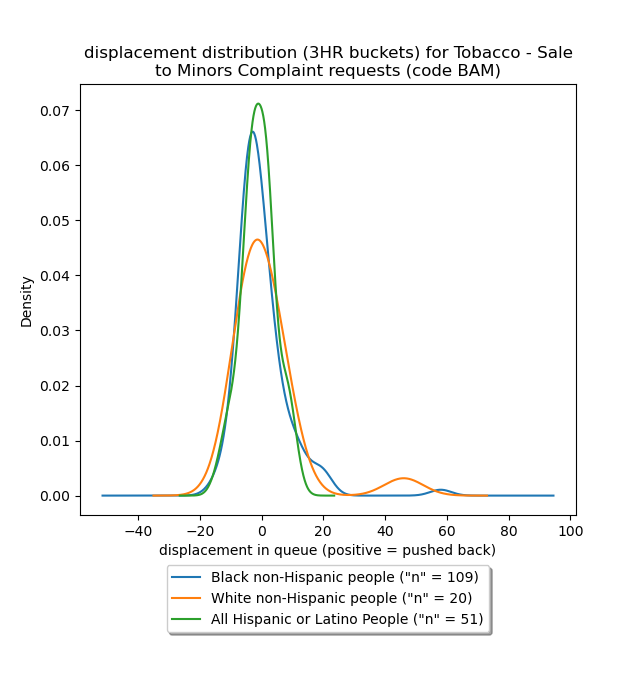 displacement distribution (3HR buckets) for Tobacco - Sale
to Minors Complaint requests (code BAM)
0.07
0.06
0.05
0.04
0.03
0.02
0.01
0.00
Density
−40 −20 0 20 40 60 80 100
displacement in queue (positive = pushed back)
Black non-Hispanic people ("n" = 109)
White non-Hispanic people ("n" = 20)
All Hispanic or Latino People ("n" = 51)